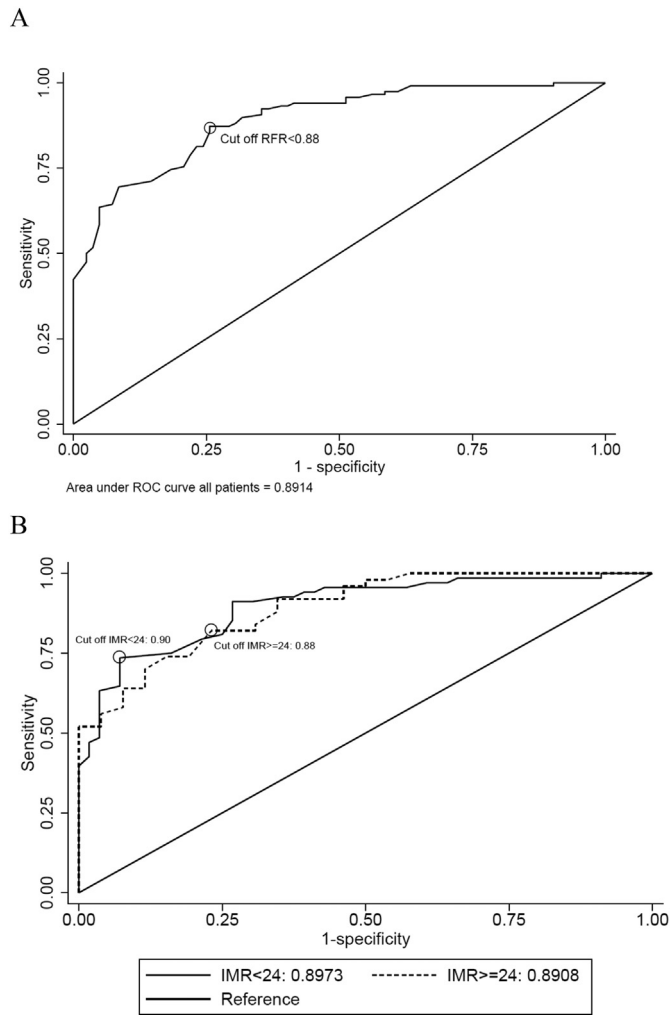 A
1.00
0.75
0.50
0.25
0.00
Sensitivity
Cut off RFR<0.88
0.00 0.25 0.50 0.75 1.00
1 - specificity
Area under ROC curve all patients = 0.8914
B
1.00
0.75
0.50
0.25
0.00
Sensitivity
Cut off IMR<24: 0.90
Cut off IMR>=24: 0.88
0.00 0.25 0.50 0.75 1.00
1-specificity
IMR<24: 0.8973 IMR>=24: 0.8908
Reference